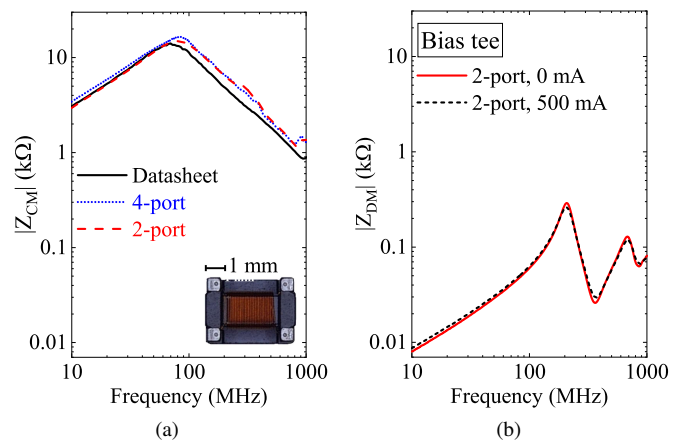 |Z_CM| (kΩ)
10
1
0.1
0.01
Datasheet
4-port
2-port
1 mm
10 100 1000
Frequency (MHz)
(a)
|Z_DM| (kΩ)
10
1
0.1
0.01
Bias tee
2-port, 0 mA
2-port, 500 mA
10 100 1000
Frequency (MHz)
(b)